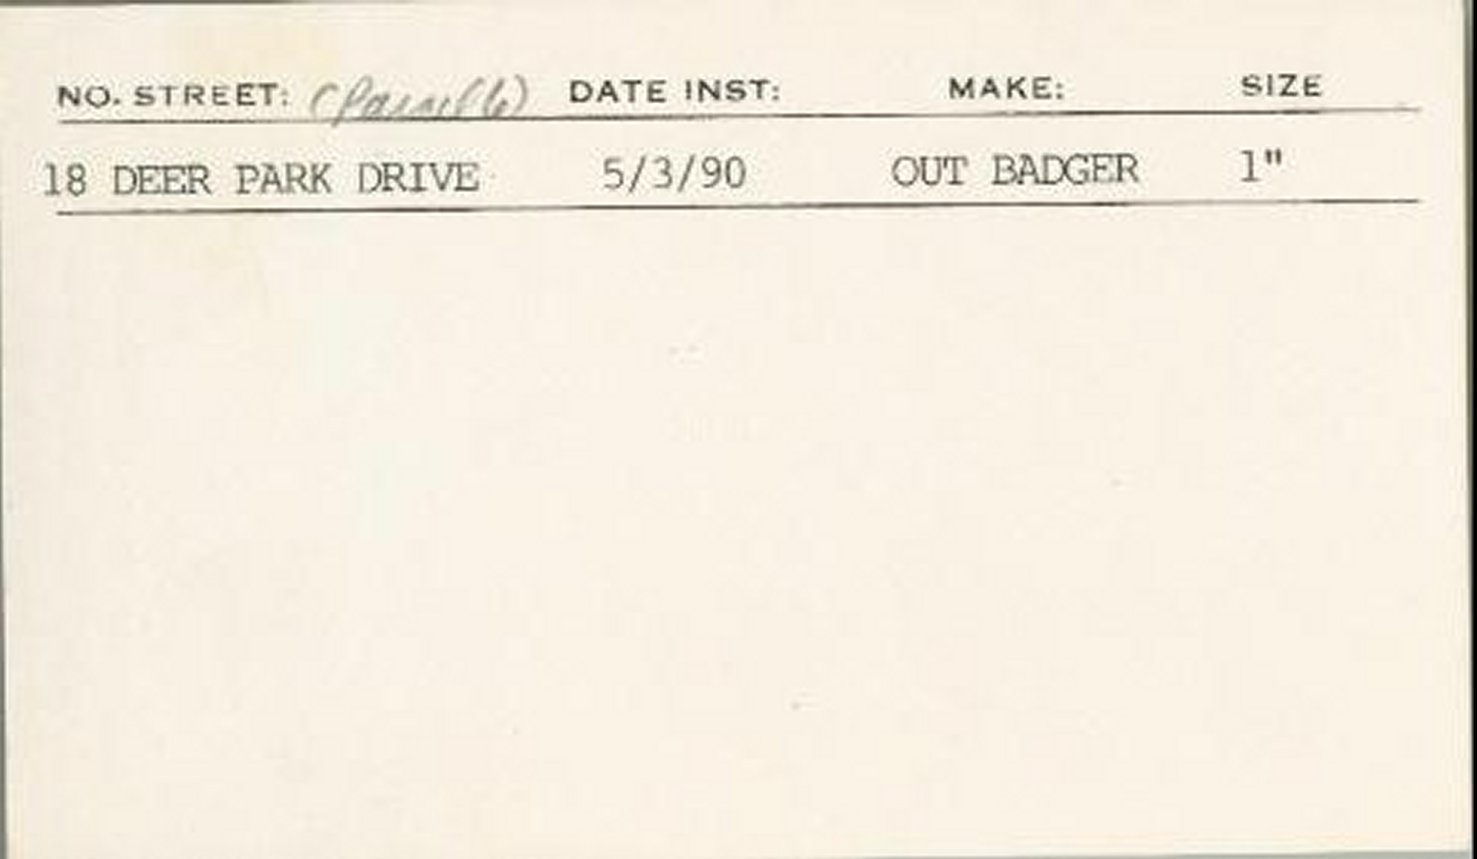 NO. STREET: DATE INST: MAKE: SIZE
18 DEER PARK DRIVE 5/3/90 OUT BADGER 1"